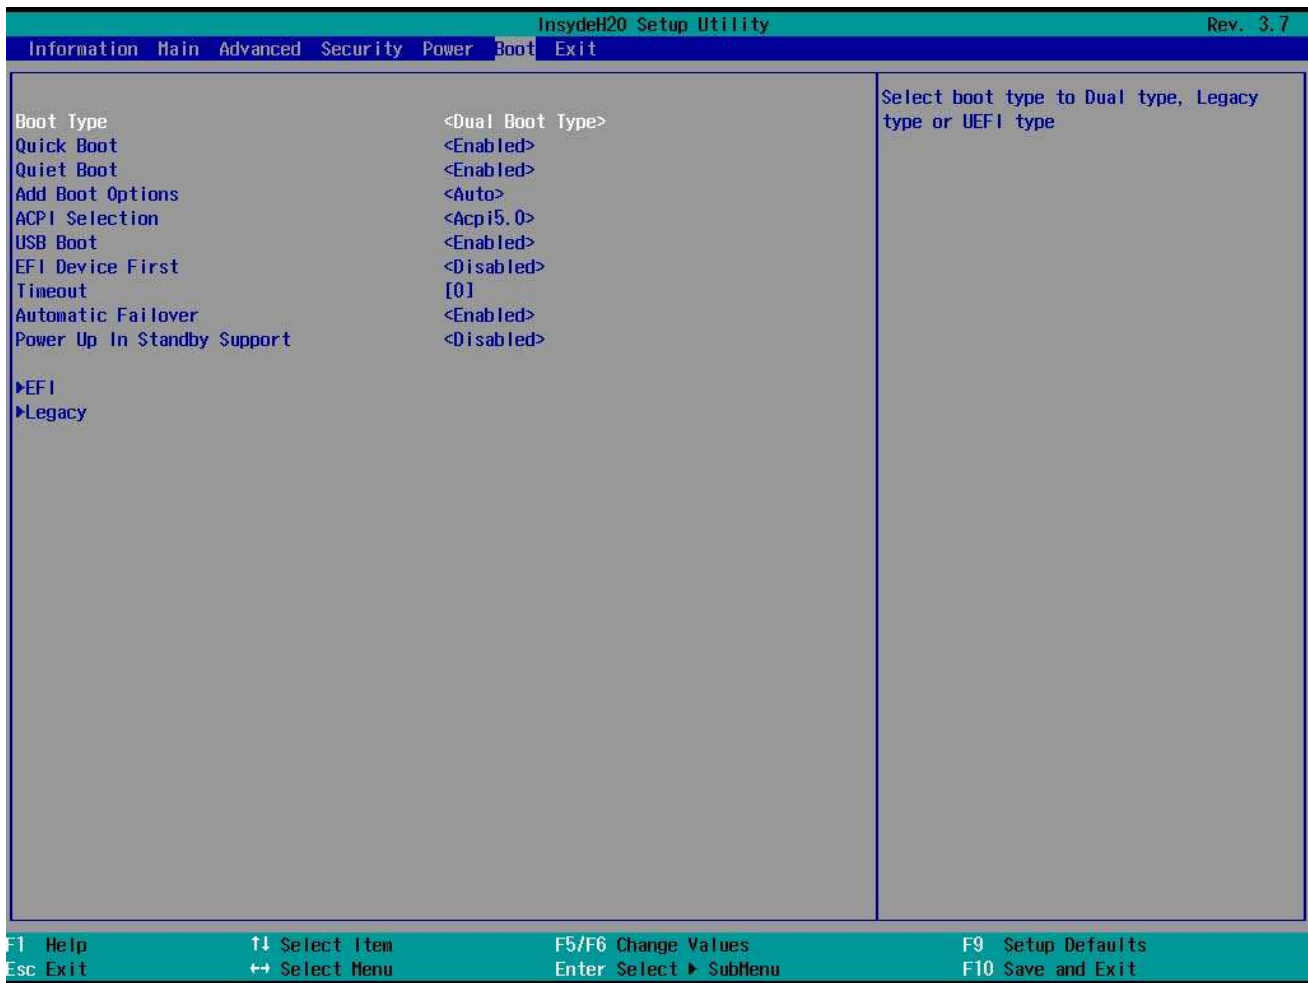 InsydeH20 Setup Utility Rev. 3.7
Information Main Advanced Security Power Boot Exit
Select boot type to Dual type, Legacy
type or UEFI type
Boot Type <Dual Boot Type>
Quick Boot <Enabled>
Quiet Boot <Enabled>
Add Boot Options <Auto>
ACPI Selection <Acpi5.0>
USB Boot <Enabled>
EFI Device First <Disabled>
Timeout [0]
Automatic Failover <Enabled>
Power Up In Standby Support <Disabled>
▶EFI
▶Legacy
F1 Help ↑↓ Select Item F5/F6 Change Values F9 Setup Defaults
Esc Exit ↔ Select Menu Enter Select ▶ SubMenu F10 Save and Exit